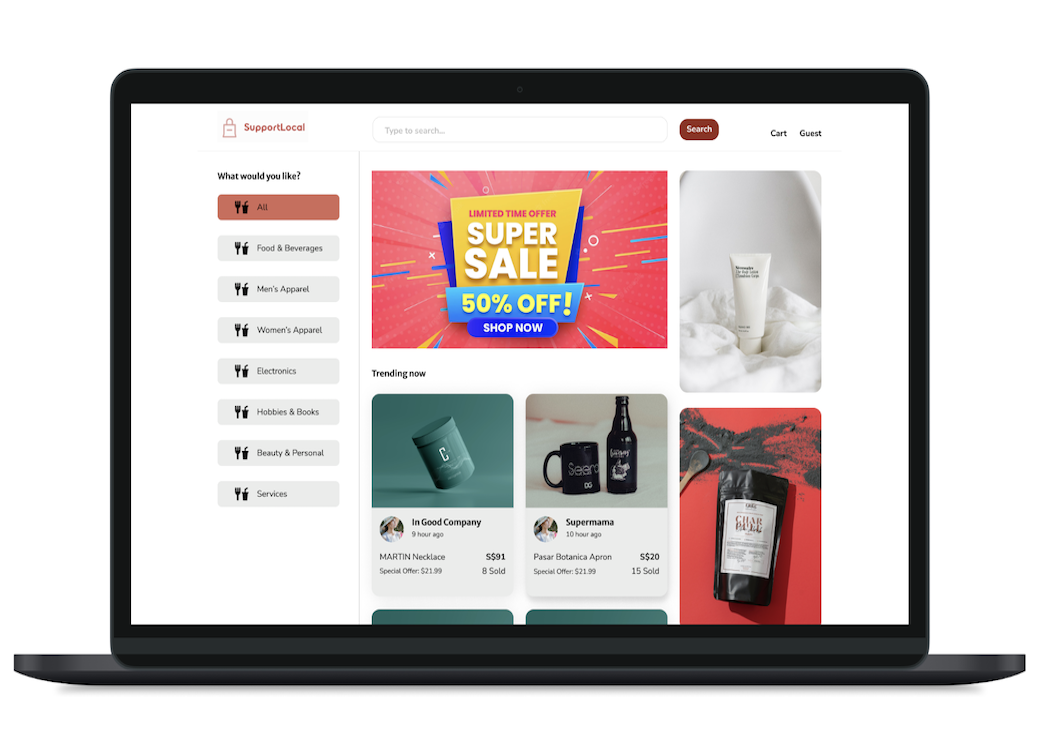 SupportLocal
Type to search...
Search
Cart
Guest
What would you like?
All
Food & Beverages
Men's Apparel
Women's Apparel
Electronics
Hobbies & Books
Beauty & Personal
Services
LIMITED TIME OFFER
SUPER
SALE
50% OFF!
SHOP NOW
Trending now
C
In Good Company
9 hour ago
MARTIN Necklace
S$91
Special Offer: $21.99
8 Sold
DG
Supermama
10 hour ago
Pasar Botanica Apron
S$20
Special Offer: $21.99
15 Sold
CHAR